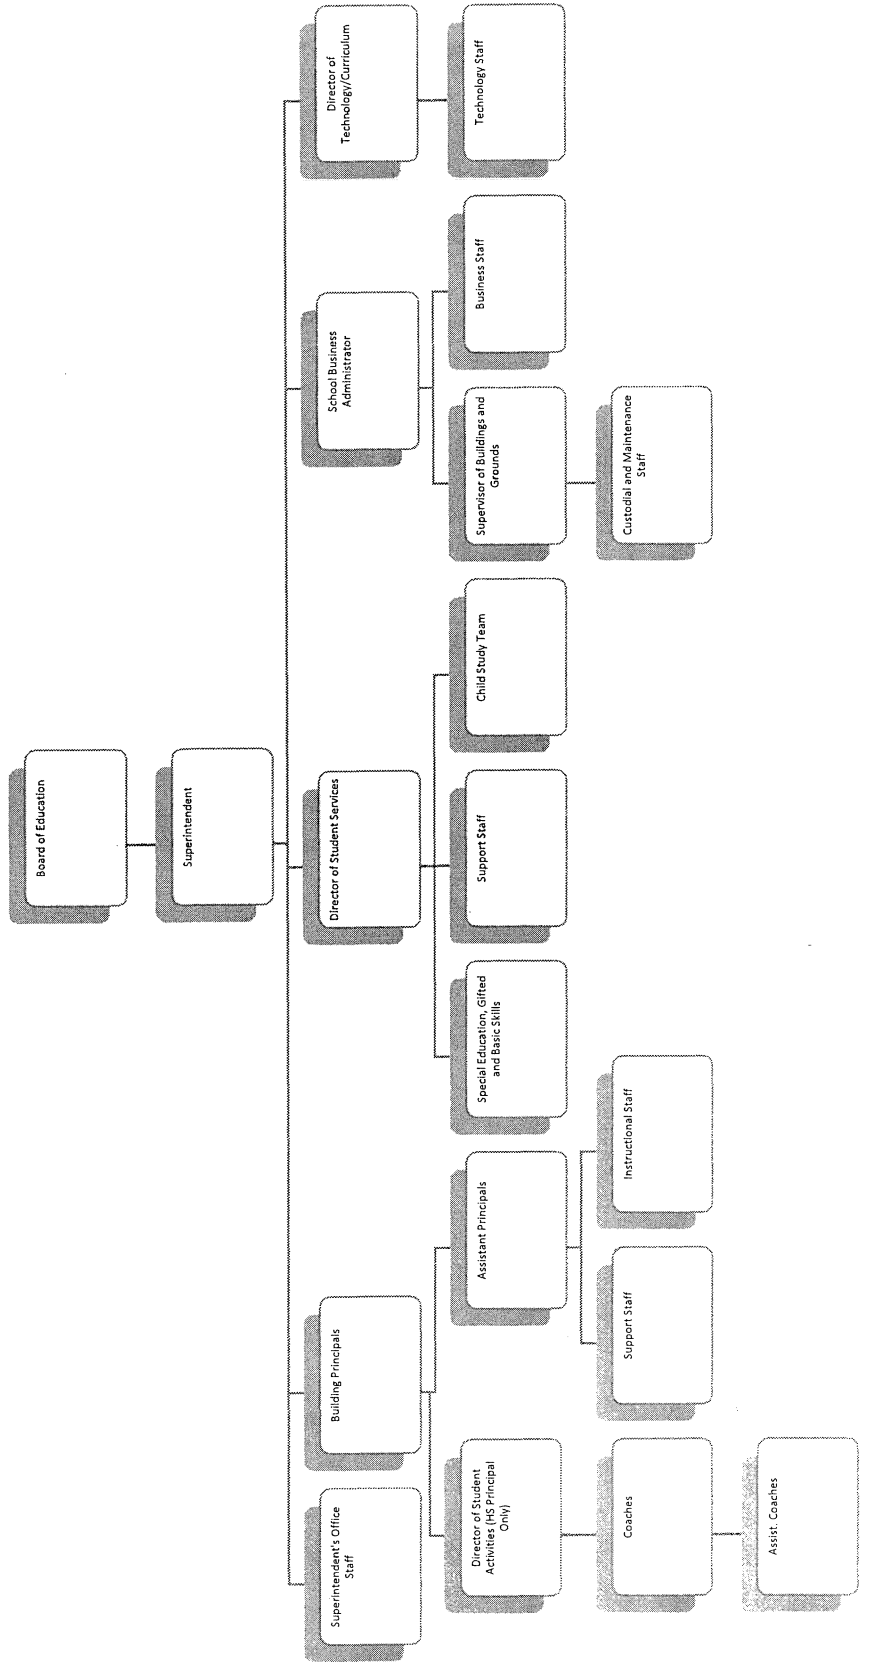 Board of Education
Superintendent
Superintendent's Office
Staff
Building Principals
Director of Student Services
School Business
Administrator
Director of
Technology/Curriculum
Director of Student
Activities (HS Principal
Only)
Assistant Principals
Special Education, Gifted
and Basic Skills
Support Staff
Child Study Team
Supervisor of Buildings and
Grounds
Business Staff
Technology Staff
Coaches
Support Staff
Instructional Staff
Custodial and Maintenance
Staff
Assist. Coaches